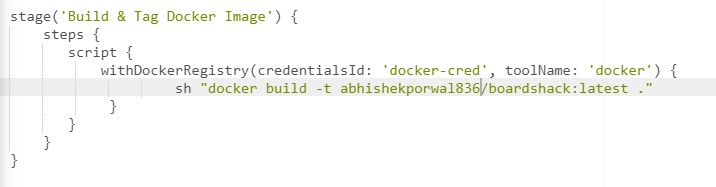 stage('Build & Tag Docker Image') {
steps {
script {
withDockerRegistry(credentialsId: 'docker-cred', toolName: 'docker') {
sh "docker build -t abhishekporwal836/boardshack:latest ."
}
}
}
}